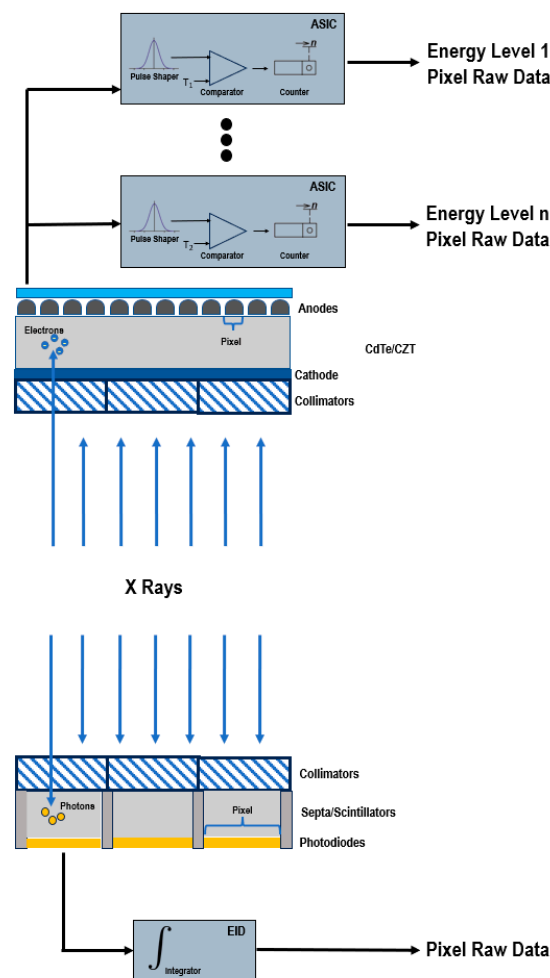 ASIC
n
Pulse Shaper
T1
Comparator
Counter
Energy Level 1
Pixel Raw Data
ASIC
n
Pulse Shaper
T2
Comparator
Counter
Energy Level n
Pixel Raw Data
Anodes
Electrons
Pixel
CdTe/CZT
Cathode
Collimators
X Rays
Collimators
Photons
Pixel
Septa/Scintillators
Photodiodes
EID
∫
Integrator
Pixel Raw Data